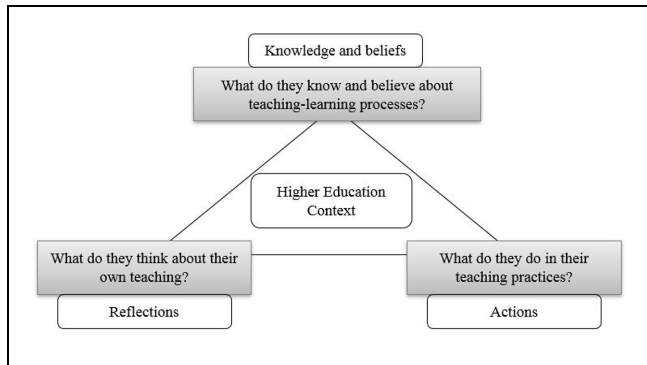 Knowledge and beliefs
What do they know and believe about
teaching-learning processes?
Higher Education
Context
What do they think about their
own teaching?
Reflections
What do they do in their
teaching practices?
Actions